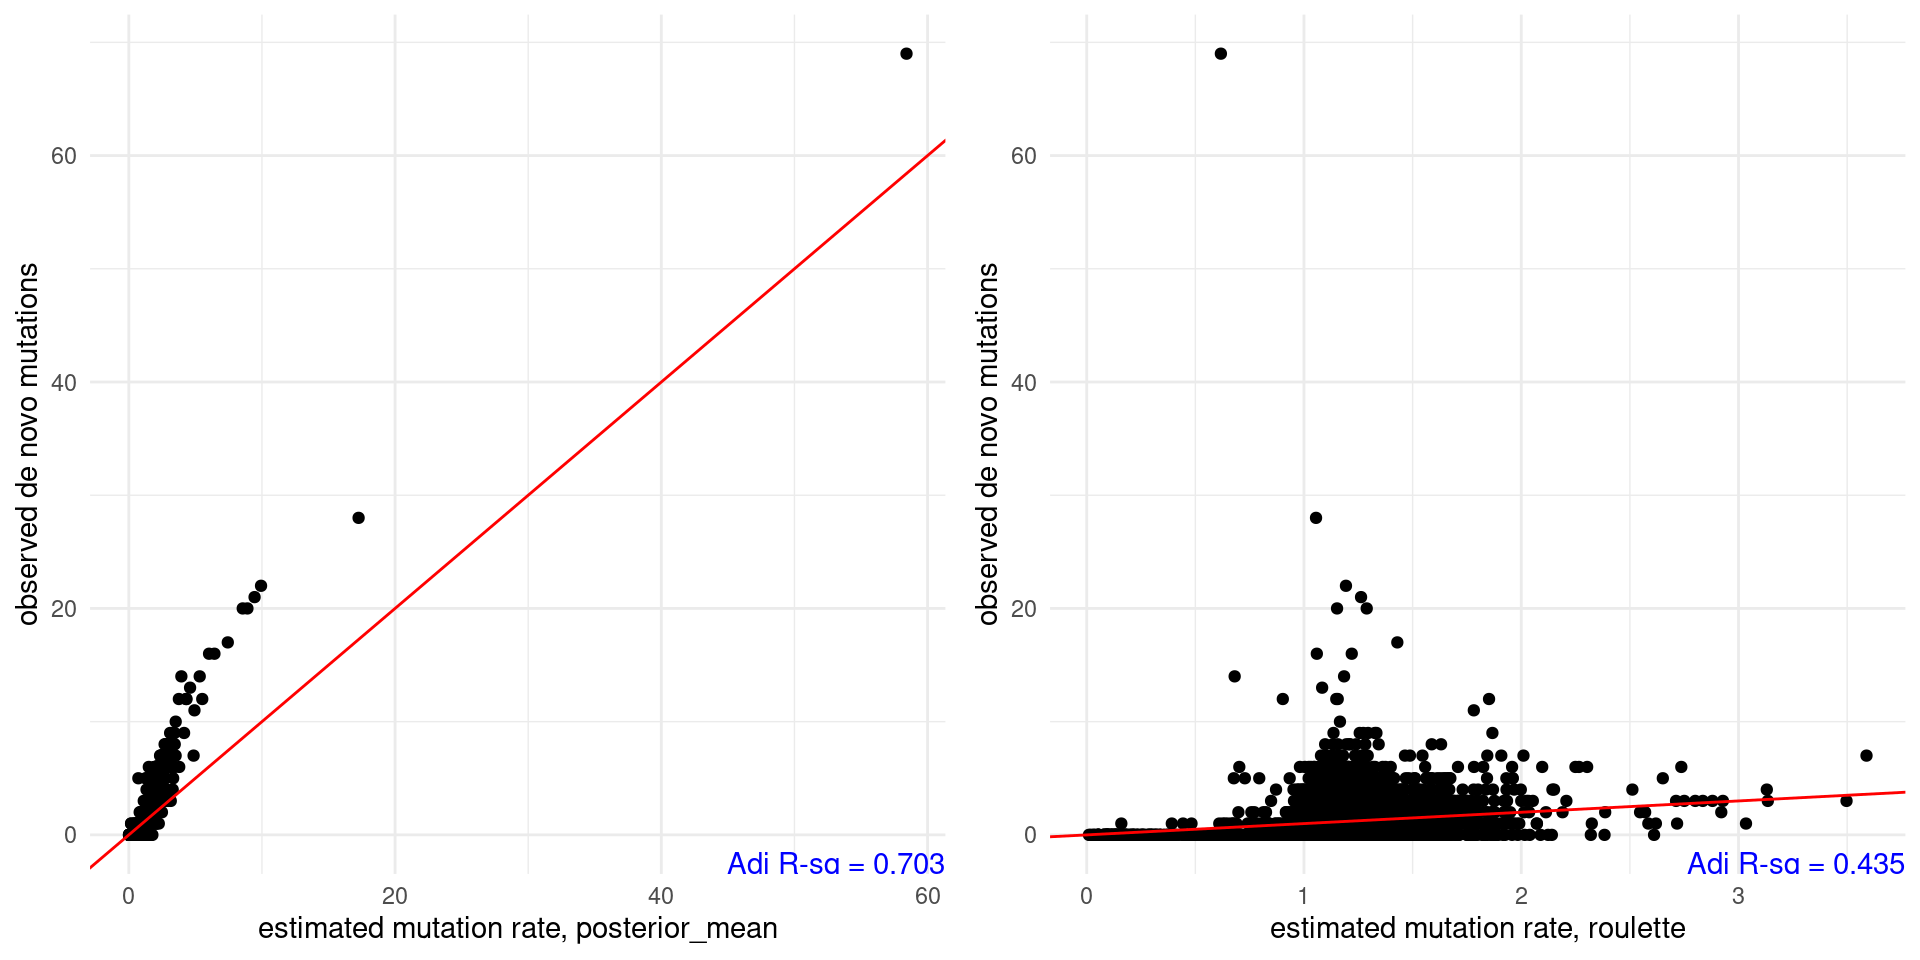 observed de novo mutations
60
40
20
0
Adj R-sq = 0.703
0
20
40
60
estimated mutation rate, posterior_mean
observed de novo mutations
60
40
20
0
Adj R-sq = 0.435
0
1
2
3
estimated mutation rate, roulette